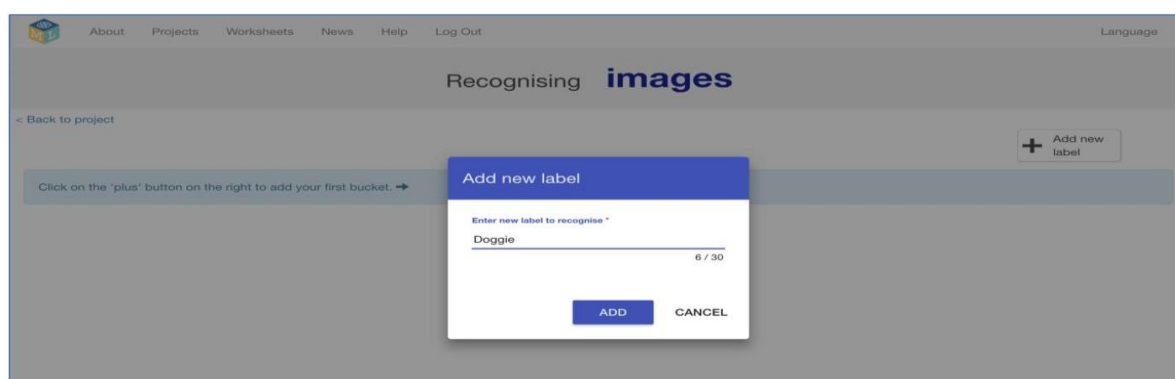 ML
About Projects Worksheets News Help Log Out Language
Recognising images
< Back to project
+ Add new
label
Click on the 'plus' button on the right to add your first bucket. →
Add new label
Enter new label to recognise *
Doggie
6 / 30
ADD CANCEL